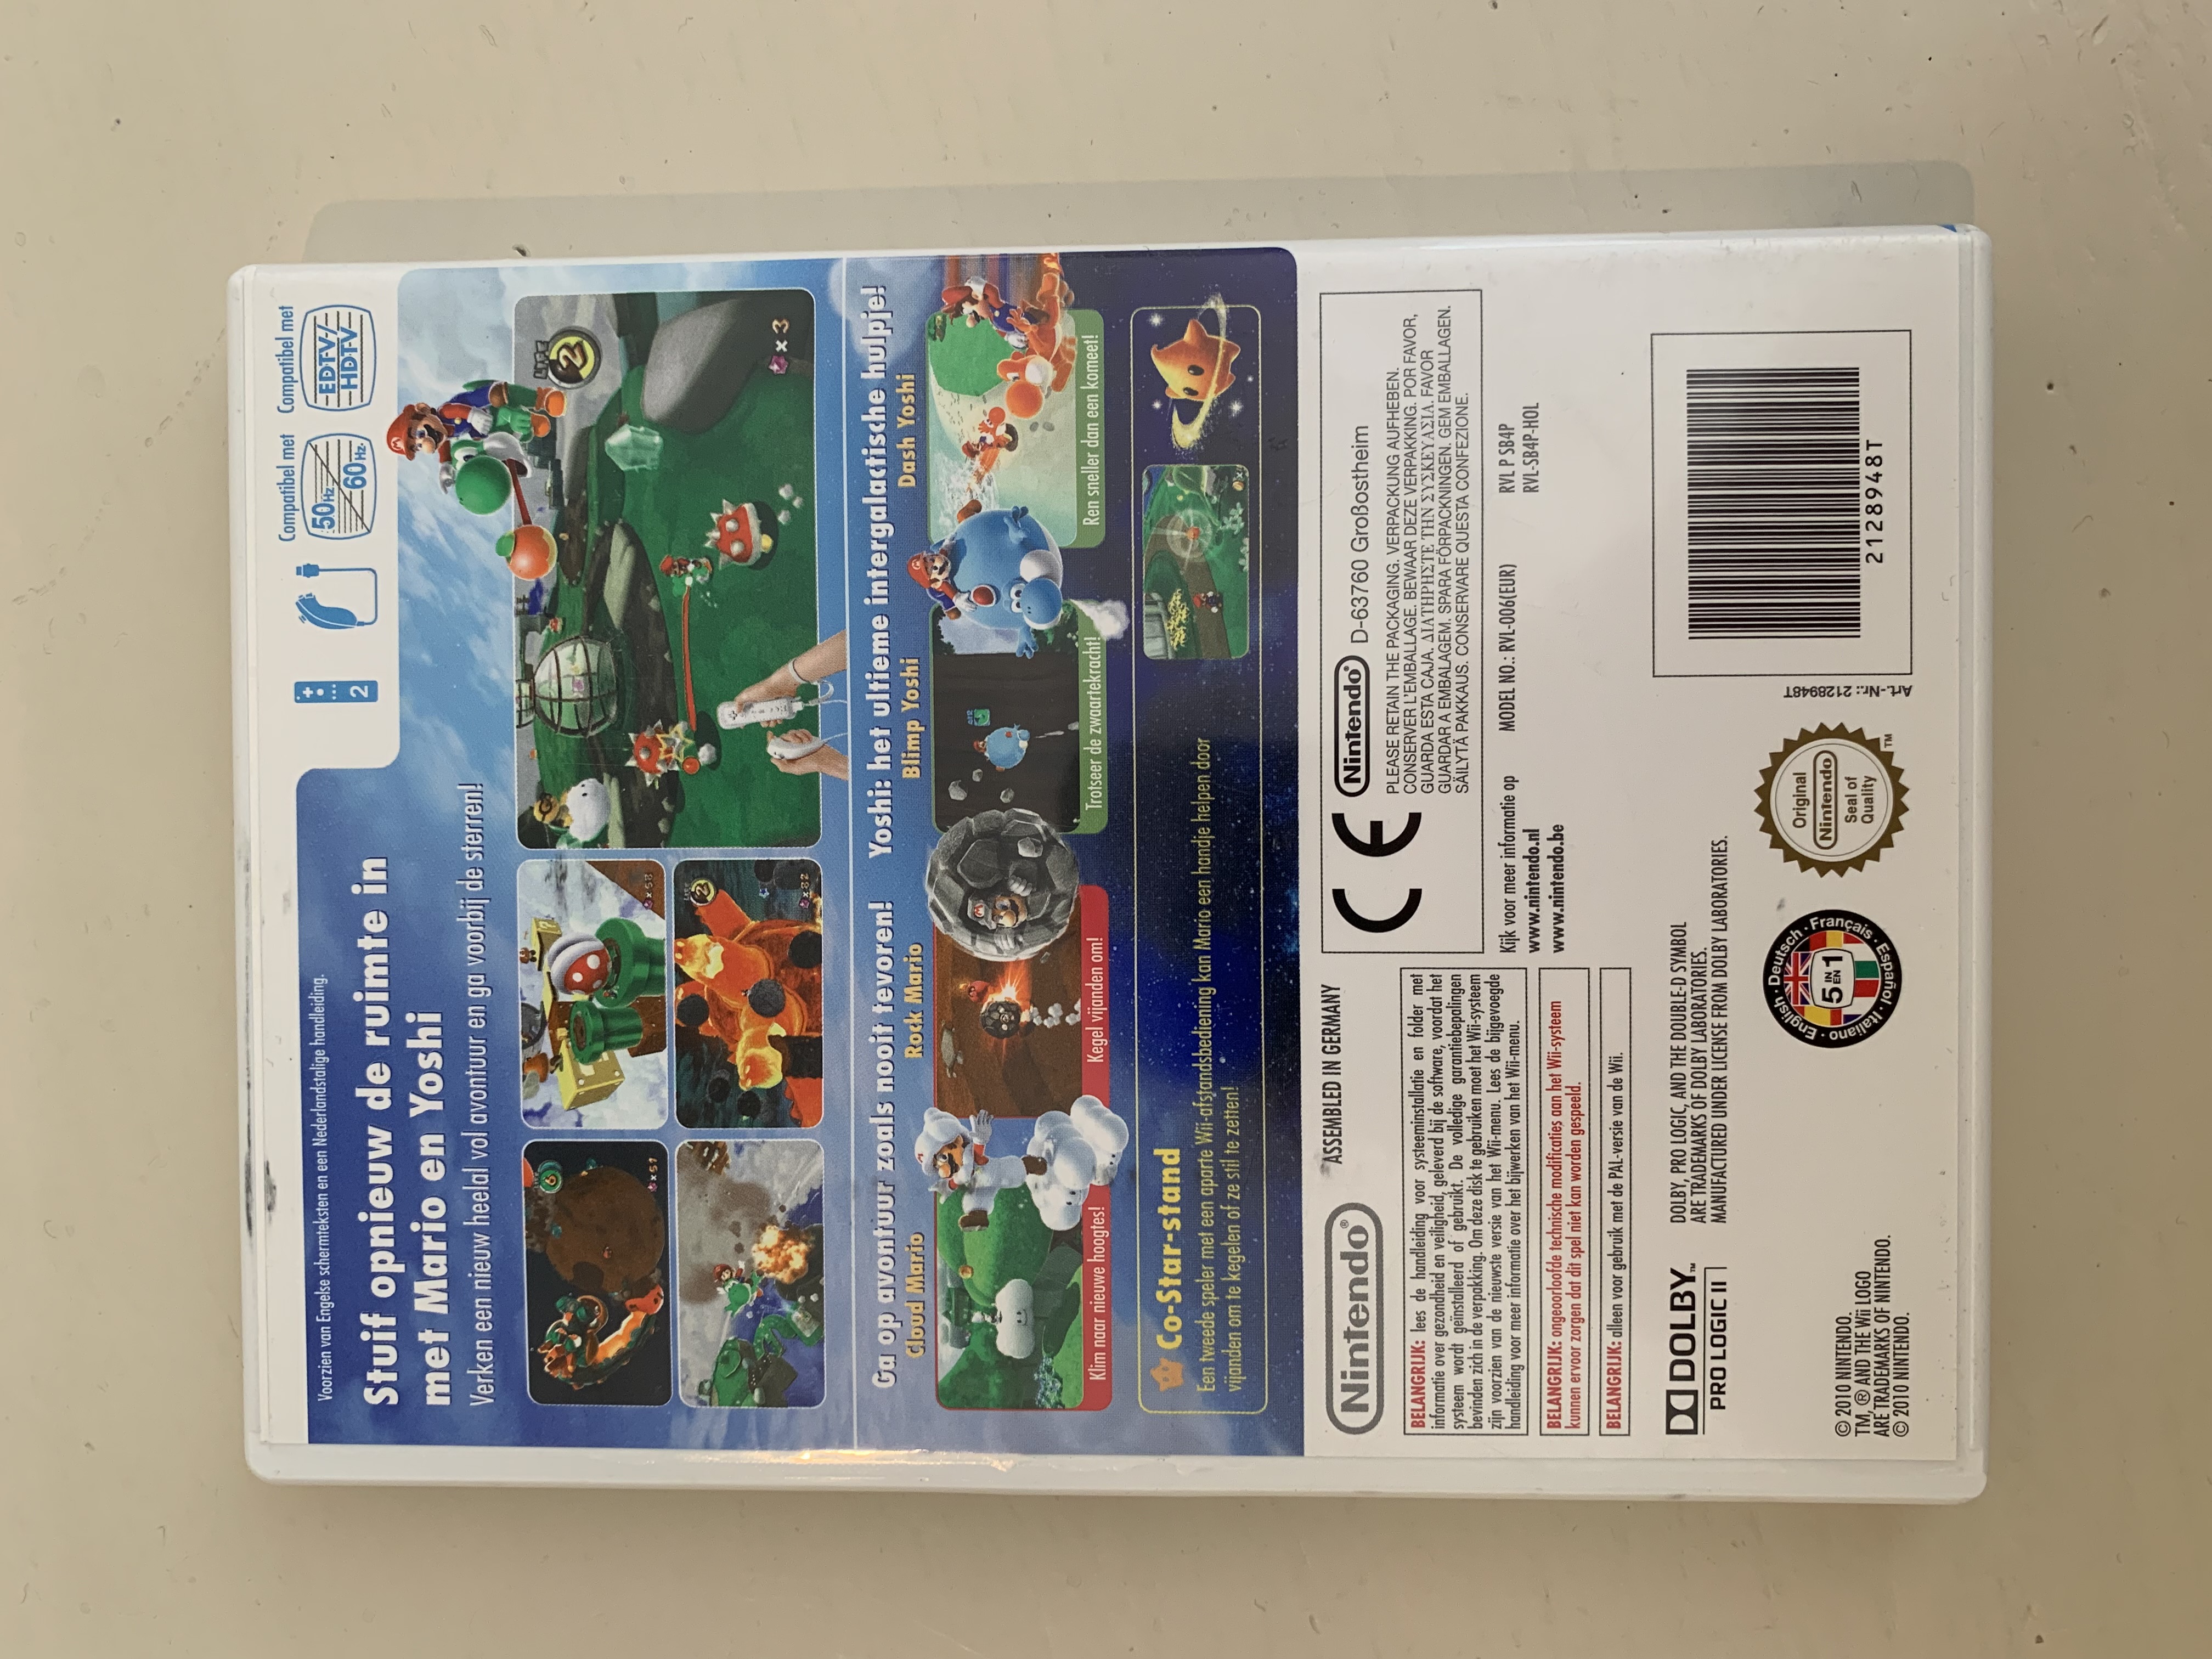 Voorzien van Engelse schermteksten en een Nederlandstalige handleiding.
Compatibel met
50Hz
60Hz
Compatibel met
EDTV/
HDTV
2
Stuif opnieuw de ruimte in
met Mario en Yoshi
Verken een nieuw heelal vol avontuur en ga voorbij de sterren!
6
x51
x58
LIFE
2
2
x82
x3
Ga op avontuur zoals nooit tevoren!
Cloud Mario
Rock Mario
Klim naar nieuwe hoogtes!
Kegel vijanden om!
Yoshi: het ultieme intergalactische hulpje!
Blimp Yoshi
Dash Yoshi
Trotseer de zwaartekracht!
Ren sneller dan een komeet!
Co-Star-stand
Een tweede speler met een aparte Wii-afstandsbediening kan Mario een handje helpen door
vijanden om te kegelen of ze stil te zetten!
Nintendo®
ASSEMBLED IN GERMANY
BELANGRIJK: lees de handleiding voor systeeminstallatie en folder met
informatie over gezondheid en veiligheid, geleverd bij de software, voordat het
systeem wordt geïnstalleerd of gebruikt. De volledige garantiebepalingen
bevinden zich in de verpakking. Om deze disk te gebruiken moet het Wii-systeem
zijn voorzien van de nieuwste versie van het Wii-menu. Lees de bijgevoegde
handleiding voor meer informatie over het bijwerken van het Wii-menu.
BELANGRIJK: ongeoorloofde technische modificaties aan het Wii-systeem
kunnen ervoor zorgen dat dit spel niet kan worden gespeeld.
BELANGRIJK: alleen voor gebruik met de PAL-versie van de Wii.
CE
Nintendo® D-63760 Großostheim
PLEASE RETAIN THE PACKAGING. VERPACKUNG AUFHEBEN.
CONSERVER L'EMBALLAGE. BEWAAR DEZE VERPAKKING. POR FAVOR,
GUARDA ESTA CAJA. ΔΙΑΤΗΡΗΣΤΕ ΤΗΝ ΣΥΣΚΕΥΑΣΙΑ. FAVOR
GUARDAR A EMBALAGEM. SPARA FÖRPACKNINGEN. GEM EMBALLAGEN.
SÄILYTÄ PAKKAUS. CONSERVARE QUESTA CONFEZIONE.
Kijk voor meer informatie op
www.nintendo.nl
www.nintendo.be
MODEL NO.: RVL-006(EUR)
RVL P SB4P
RVL-SB4P-HOL
DOLBY™
PRO LOGIC II
DOLBY, PRO LOGIC, AND THE DOUBLE-D SYMBOL
ARE TRADEMARKS OF DOLBY LABORATORIES.
MANUFACTURED UNDER LICENSE FROM DOLBY LABORATORIES.
© 2010 NINTENDO.
TM, ® AND THE Wii LOGO
ARE TRADEMARKS OF NINTENDO.
© 2010 NINTENDO.
English · Deutsch · Français · Español · Italiano ·
5 IN EN 1
Original
Nintendo
Seal of
Quality
TM
Art.-Nr.: 2128948T
2128948T